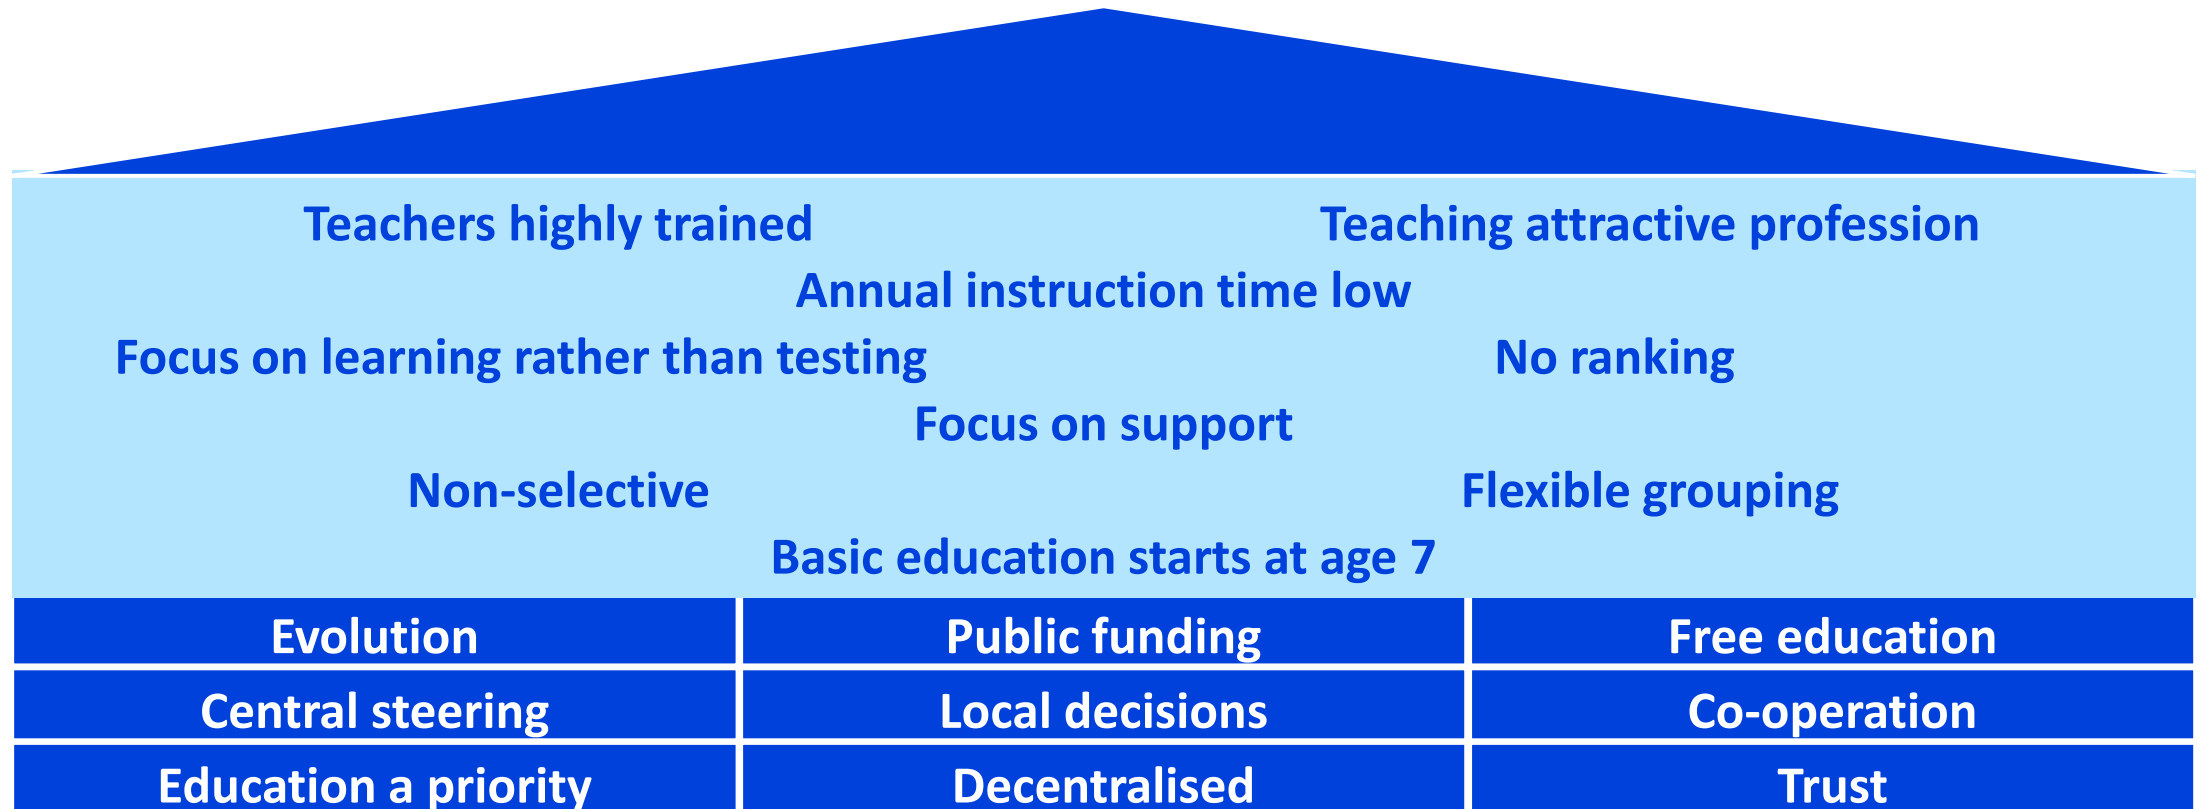 Teachers highly trained Teaching attractive profession
Annual instruction time low
Focus on learning rather than testing No ranking
Focus on support
Non-selective Flexible grouping
Basic education starts at age 7
Evolution Public funding Free education
Central steering Local decisions Co-operation
Education a priority Decentralised Trust